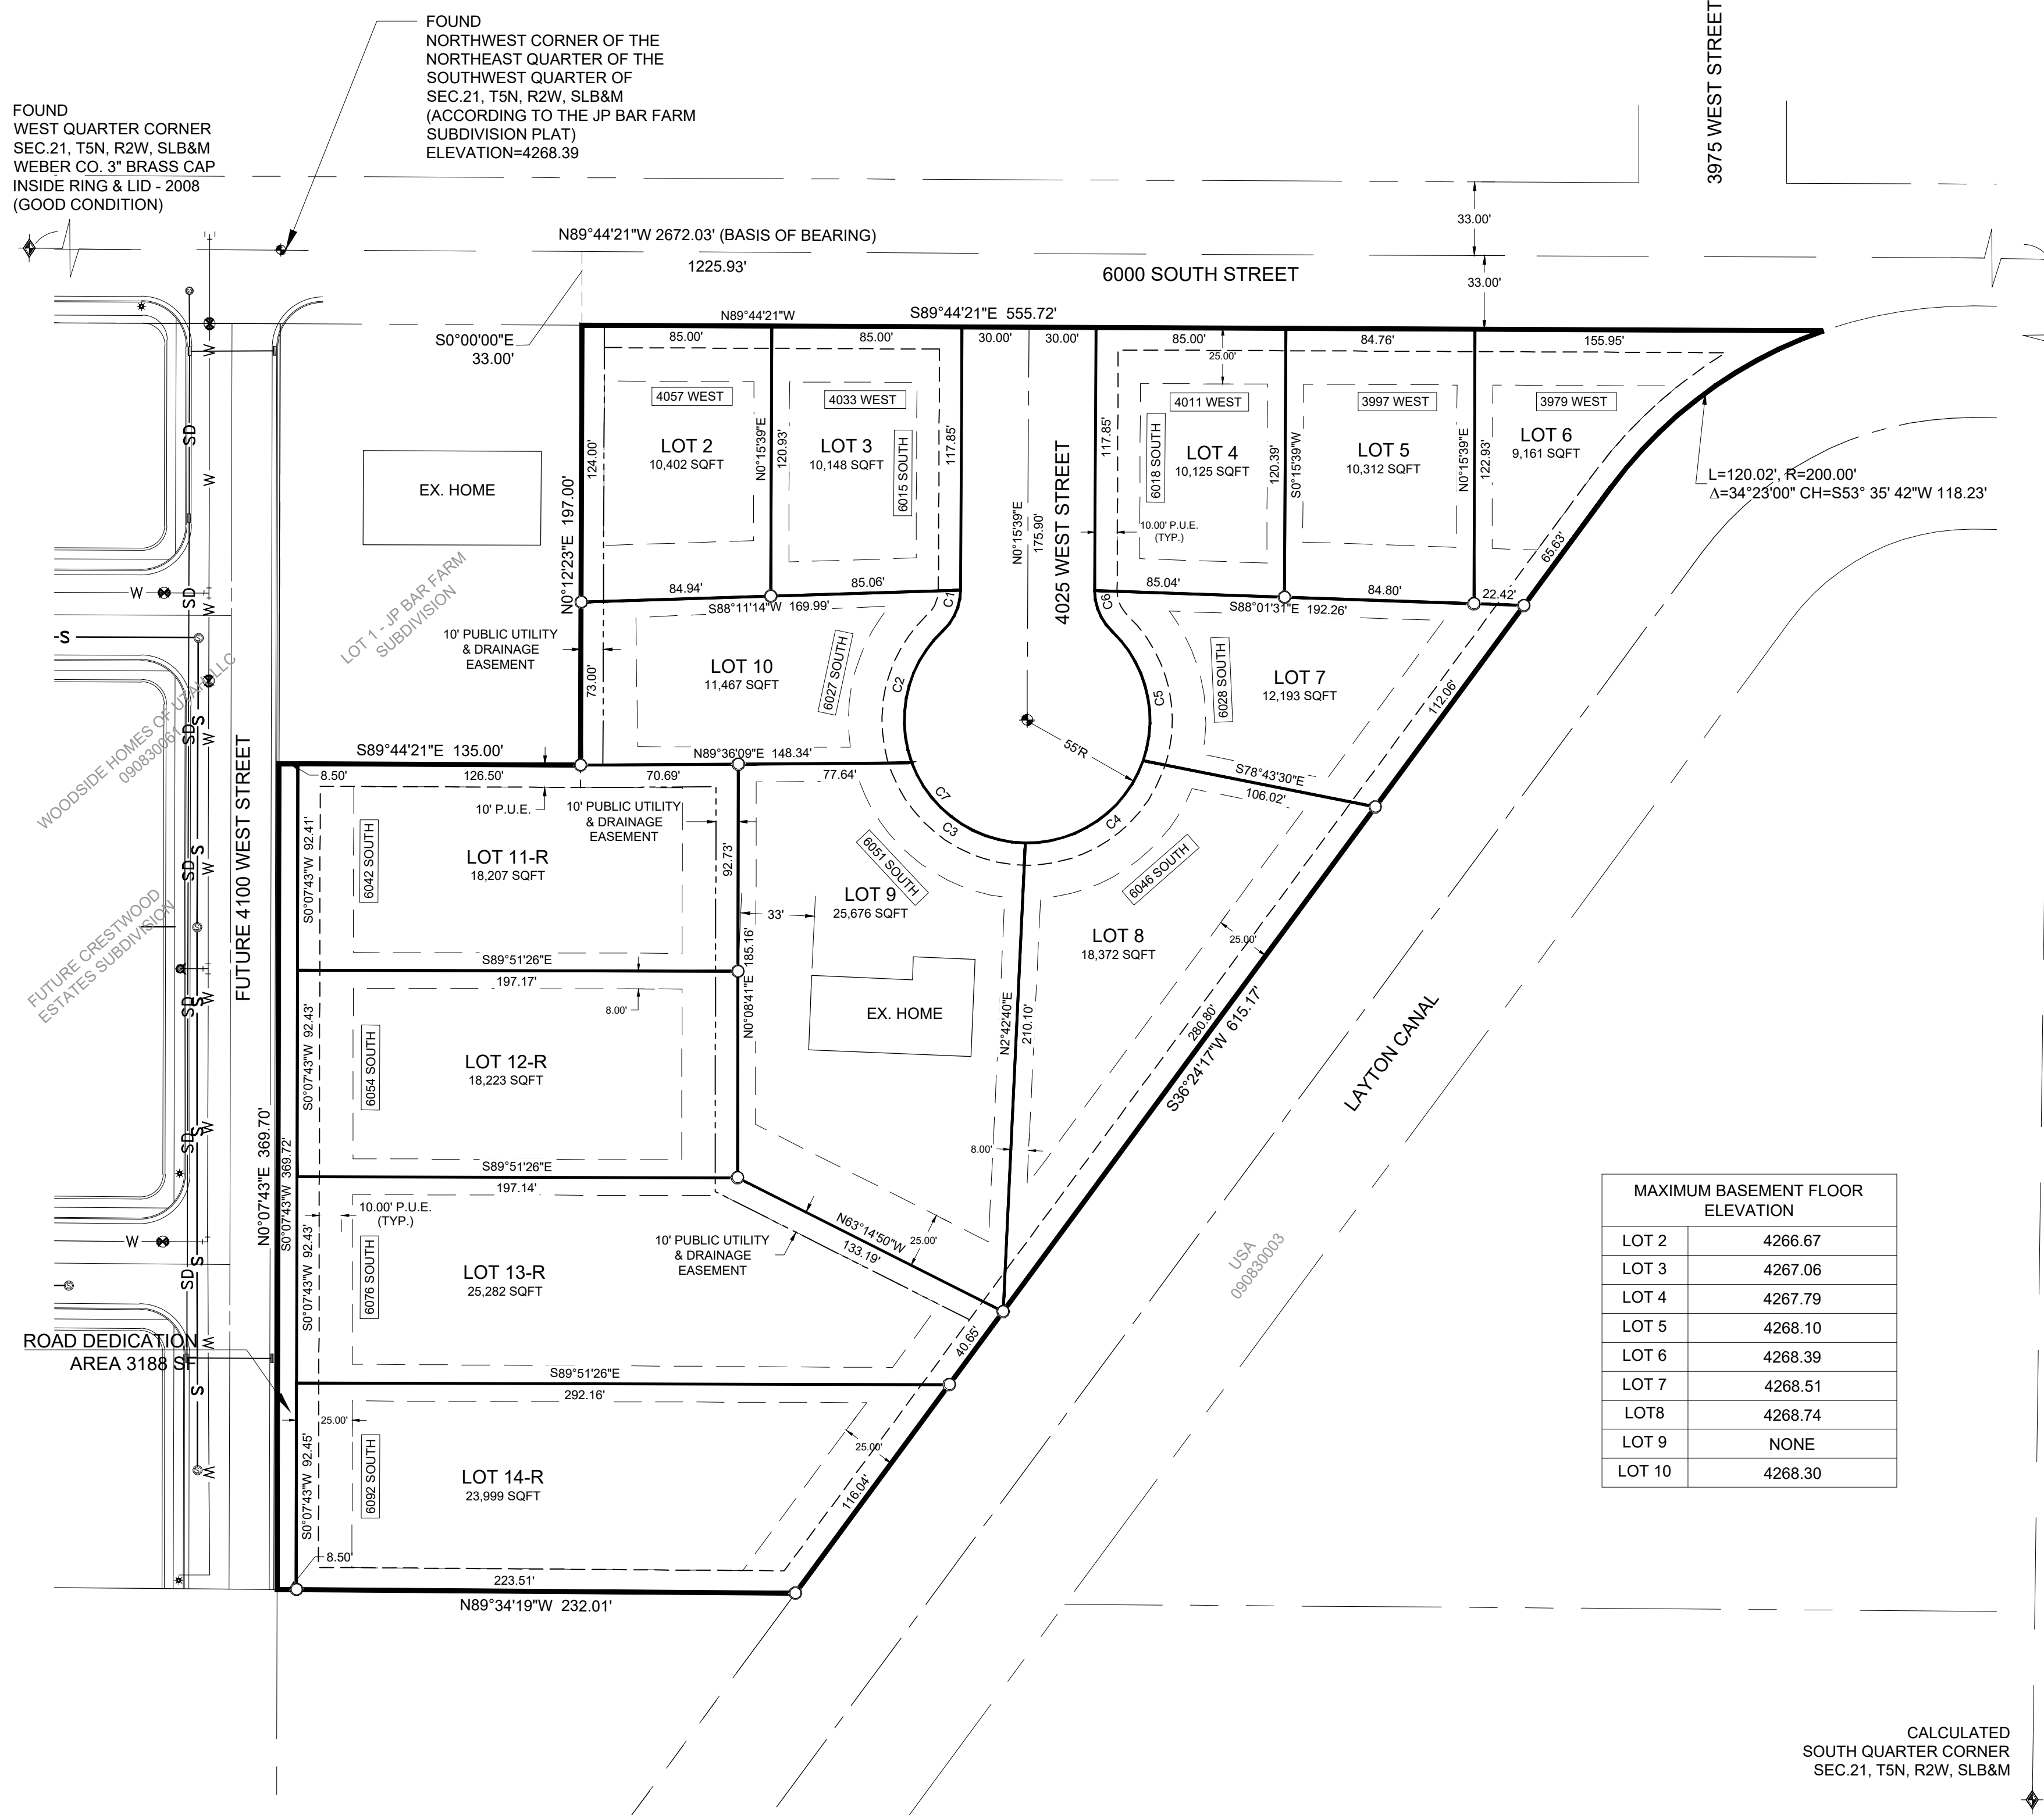 FOUND
NORTHWEST CORNER OF THE
NORTHEAST QUARTER OF THE
SOUTHWEST QUARTER OF
SEC.21, T5N, R2W, SLB&M
(ACCORDING TO THE JP BAR FARM
SUBDIVISION PLAT)
ELEVATION=4268.39
FOUND
WEST QUARTER CORNER
SEC.21, T5N, R2W, SLB&M
WEBER CO. 3" BRASS CAP
INSIDE RING & LID - 2008
(GOOD CONDITION)
3975 WEST STREET
33.00'
33.00'
N89°44'21"W 2672.03' (BASIS OF BEARING)
1225.93'
6000 SOUTH STREET
N89°44'21"W
S89°44'21"E 555.72'
S0°00'00"E
33.00'
85.00'
85.00'
30.00'
30.00'
85.00'
84.76'
155.95'
25.00'
4057 WEST
4033 WEST
4011 WEST
3997 WEST
3979 WEST
LOT 2
10,402 SQFT
LOT 3
10,148 SQFT
LOT 4
10,125 SQFT
LOT 5
10,312 SQFT
LOT 6
9,161 SQFT
124.00'
N0°15'39"E
120.93'
6015 SOUTH
117.85'
117.85'
6018 SOUTH
120.39'
S0°15'39"W
N0°15'39"E
122.93'
N0°15'39"E
175.90'
4025 WEST STREET
10.00' P.U.E.
(TYP.)
L=120.02', R=200.00'
Δ=34°23'00" CH=S53° 35' 42"W 118.23'
65.63'
EX. HOME
N0°12'23"E 197.00'
LOT 1 - JP BAR FARM
SUBDIVISION
84.94'
85.06'
S88°11'14"W 169.99'
85.04'
84.80'
22.42'
S88°01'31"E 192.26'
C1
C6
C2
C5
10' PUBLIC UTILITY
& DRAINAGE
EASEMENT
73.00'
LOT 10
11,467 SQFT
6027 SOUTH
6028 SOUTH
LOT 7
12,193 SQFT
112.06'
55'R
S78°43'30"E
106.02'
WOODSIDE HOMES OF UTAH LLC
090830061
FUTURE 4100 WEST STREET
FUTURE CRESTWOOD
ESTATES SUBDIVISION
S89°44'21"E 135.00'
N89°36'09"E 148.34'
8.50'
126.50'
70.69'
77.64'
10' P.U.E.
10' PUBLIC UTILITY
& DRAINAGE
EASEMENT
C7
C3
C4
S0°07'43"W 92.41'
6042 SOUTH
LOT 11-R
18,207 SQFT
92.73'
6051 SOUTH
6046 SOUTH
LOT 9
25,676 SQFT
33'
LOT 8
18,372 SQFT
25.00'
S89°51'26"E
197.17'
8.00'
N0°08'41"E 185.16'
EX. HOME
N2°42'40"E
210.10'
280.80'
S36°24'17"W 615.17'
LAYTON CANAL
S0°07'43"W 92.43'
6054 SOUTH
LOT 12-R
18,223 SQFT
8.00'
N0°07'43"E 369.70'
S0°07'43"W 369.72'
S89°51'26"E
197.14'
10.00' P.U.E.
(TYP.)
N63°14'50"W
133.19'
25.00'
10' PUBLIC UTILITY
& DRAINAGE
EASEMENT
S0°07'43"W 92.43'
6076 SOUTH
LOT 13-R
25,282 SQFT
40.65'
USA
090830003
ROAD DEDICATION
AREA 3188 SF
S89°51'26"E
292.16'
25.00'
S0°07'43"W 92.45'
6092 SOUTH
LOT 14-R
23,999 SQFT
25.00'
116.04'
8.50'
223.51'
N89°34'19"W 232.01'
W
W
SD
SD
SD
SD
SD
SD
SD
S
S
S
S
S
S
S
W
W
W
W
W
W
W
W
W
W
W
MAXIMUM BASEMENT FLOOR
ELEVATION
LOT 2 4266.67
LOT 3 4267.06
LOT 4 4267.79
LOT 5 4268.10
LOT 6 4268.39
LOT 7 4268.51
LOT8 4268.74
LOT 9 NONE
LOT 10 4268.30
CALCULATED
SOUTH QUARTER CORNER
SEC.21, T5N, R2W, SLB&M